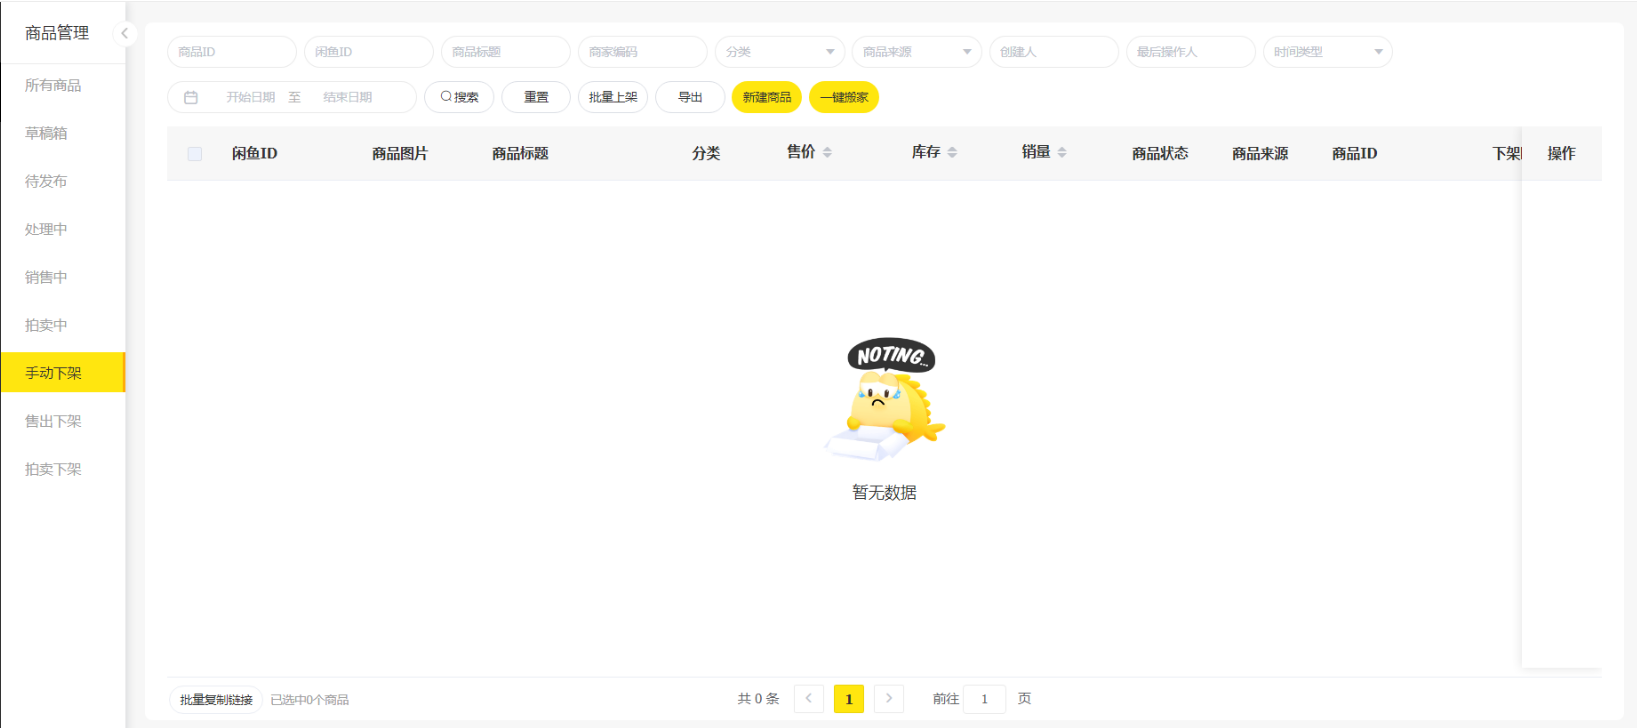 商品管理
所有商品
草稿箱
待发布
处理中
销售中
拍卖中
手动下架
售出下架
拍卖下架
商品ID 闲鱼ID 商品标题 商家编码 分类 商品来源 创建人 最后操作人 时间类型
开始日期 至 结束日期 搜索 重置 批量上架 导出 新建商品 一键搬家
闲鱼ID 商品图片 商品标题 分类 售价 库存 销量 商品状态 商品来源 商品ID 下架 操作
NOTING...
暂无数据
批量复制链接 已选中0个商品 共 0 条 1 前往 1 页